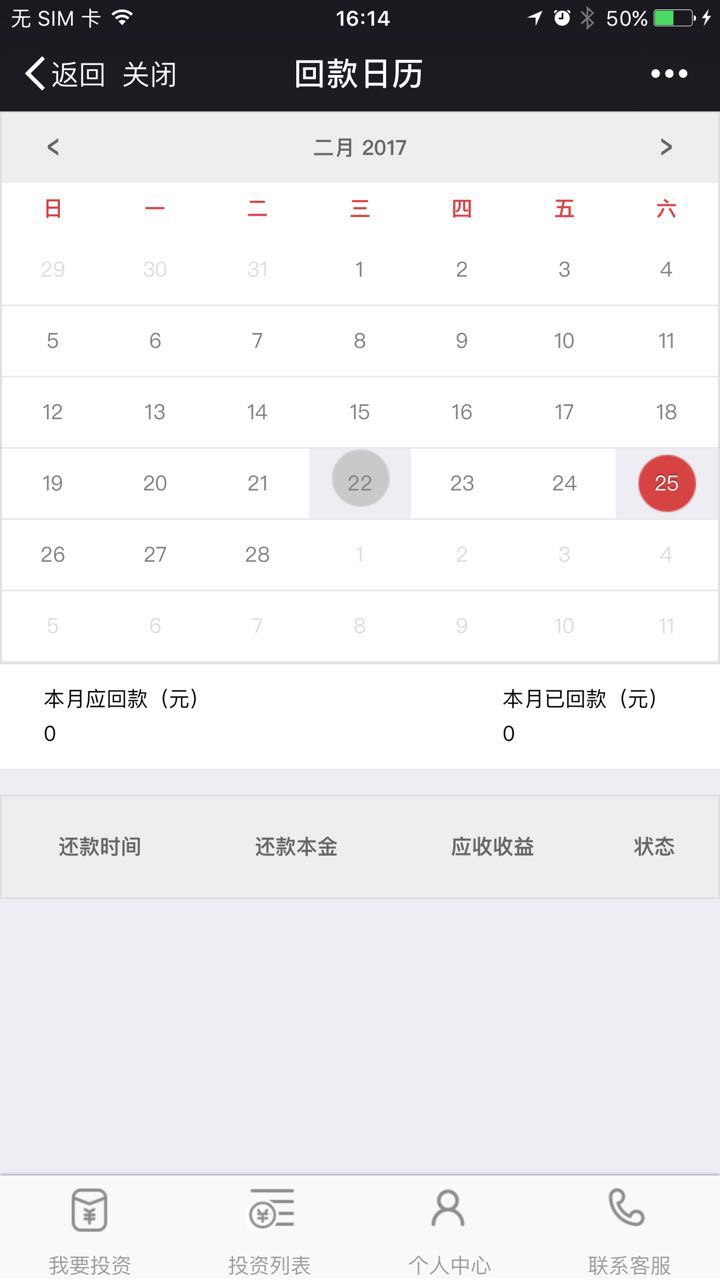 无 SIM 卡 16:14 50%
返回 关闭 回款日历 •••
< 二月 2017 >
日 一 二 三 四 五 六
29 30 31 1 2 3 4
5 6 7 8 9 10 11
12 13 14 15 16 17 18
19 20 21 22 23 24 25
26 27 28 1 2 3 4
5 6 7 8 9 10 11
本月应回款（元） 本月已回款（元）
0 0
还款时间 还款本金 应收收益 状态
我要投资 投资列表 个人中心 联系客服